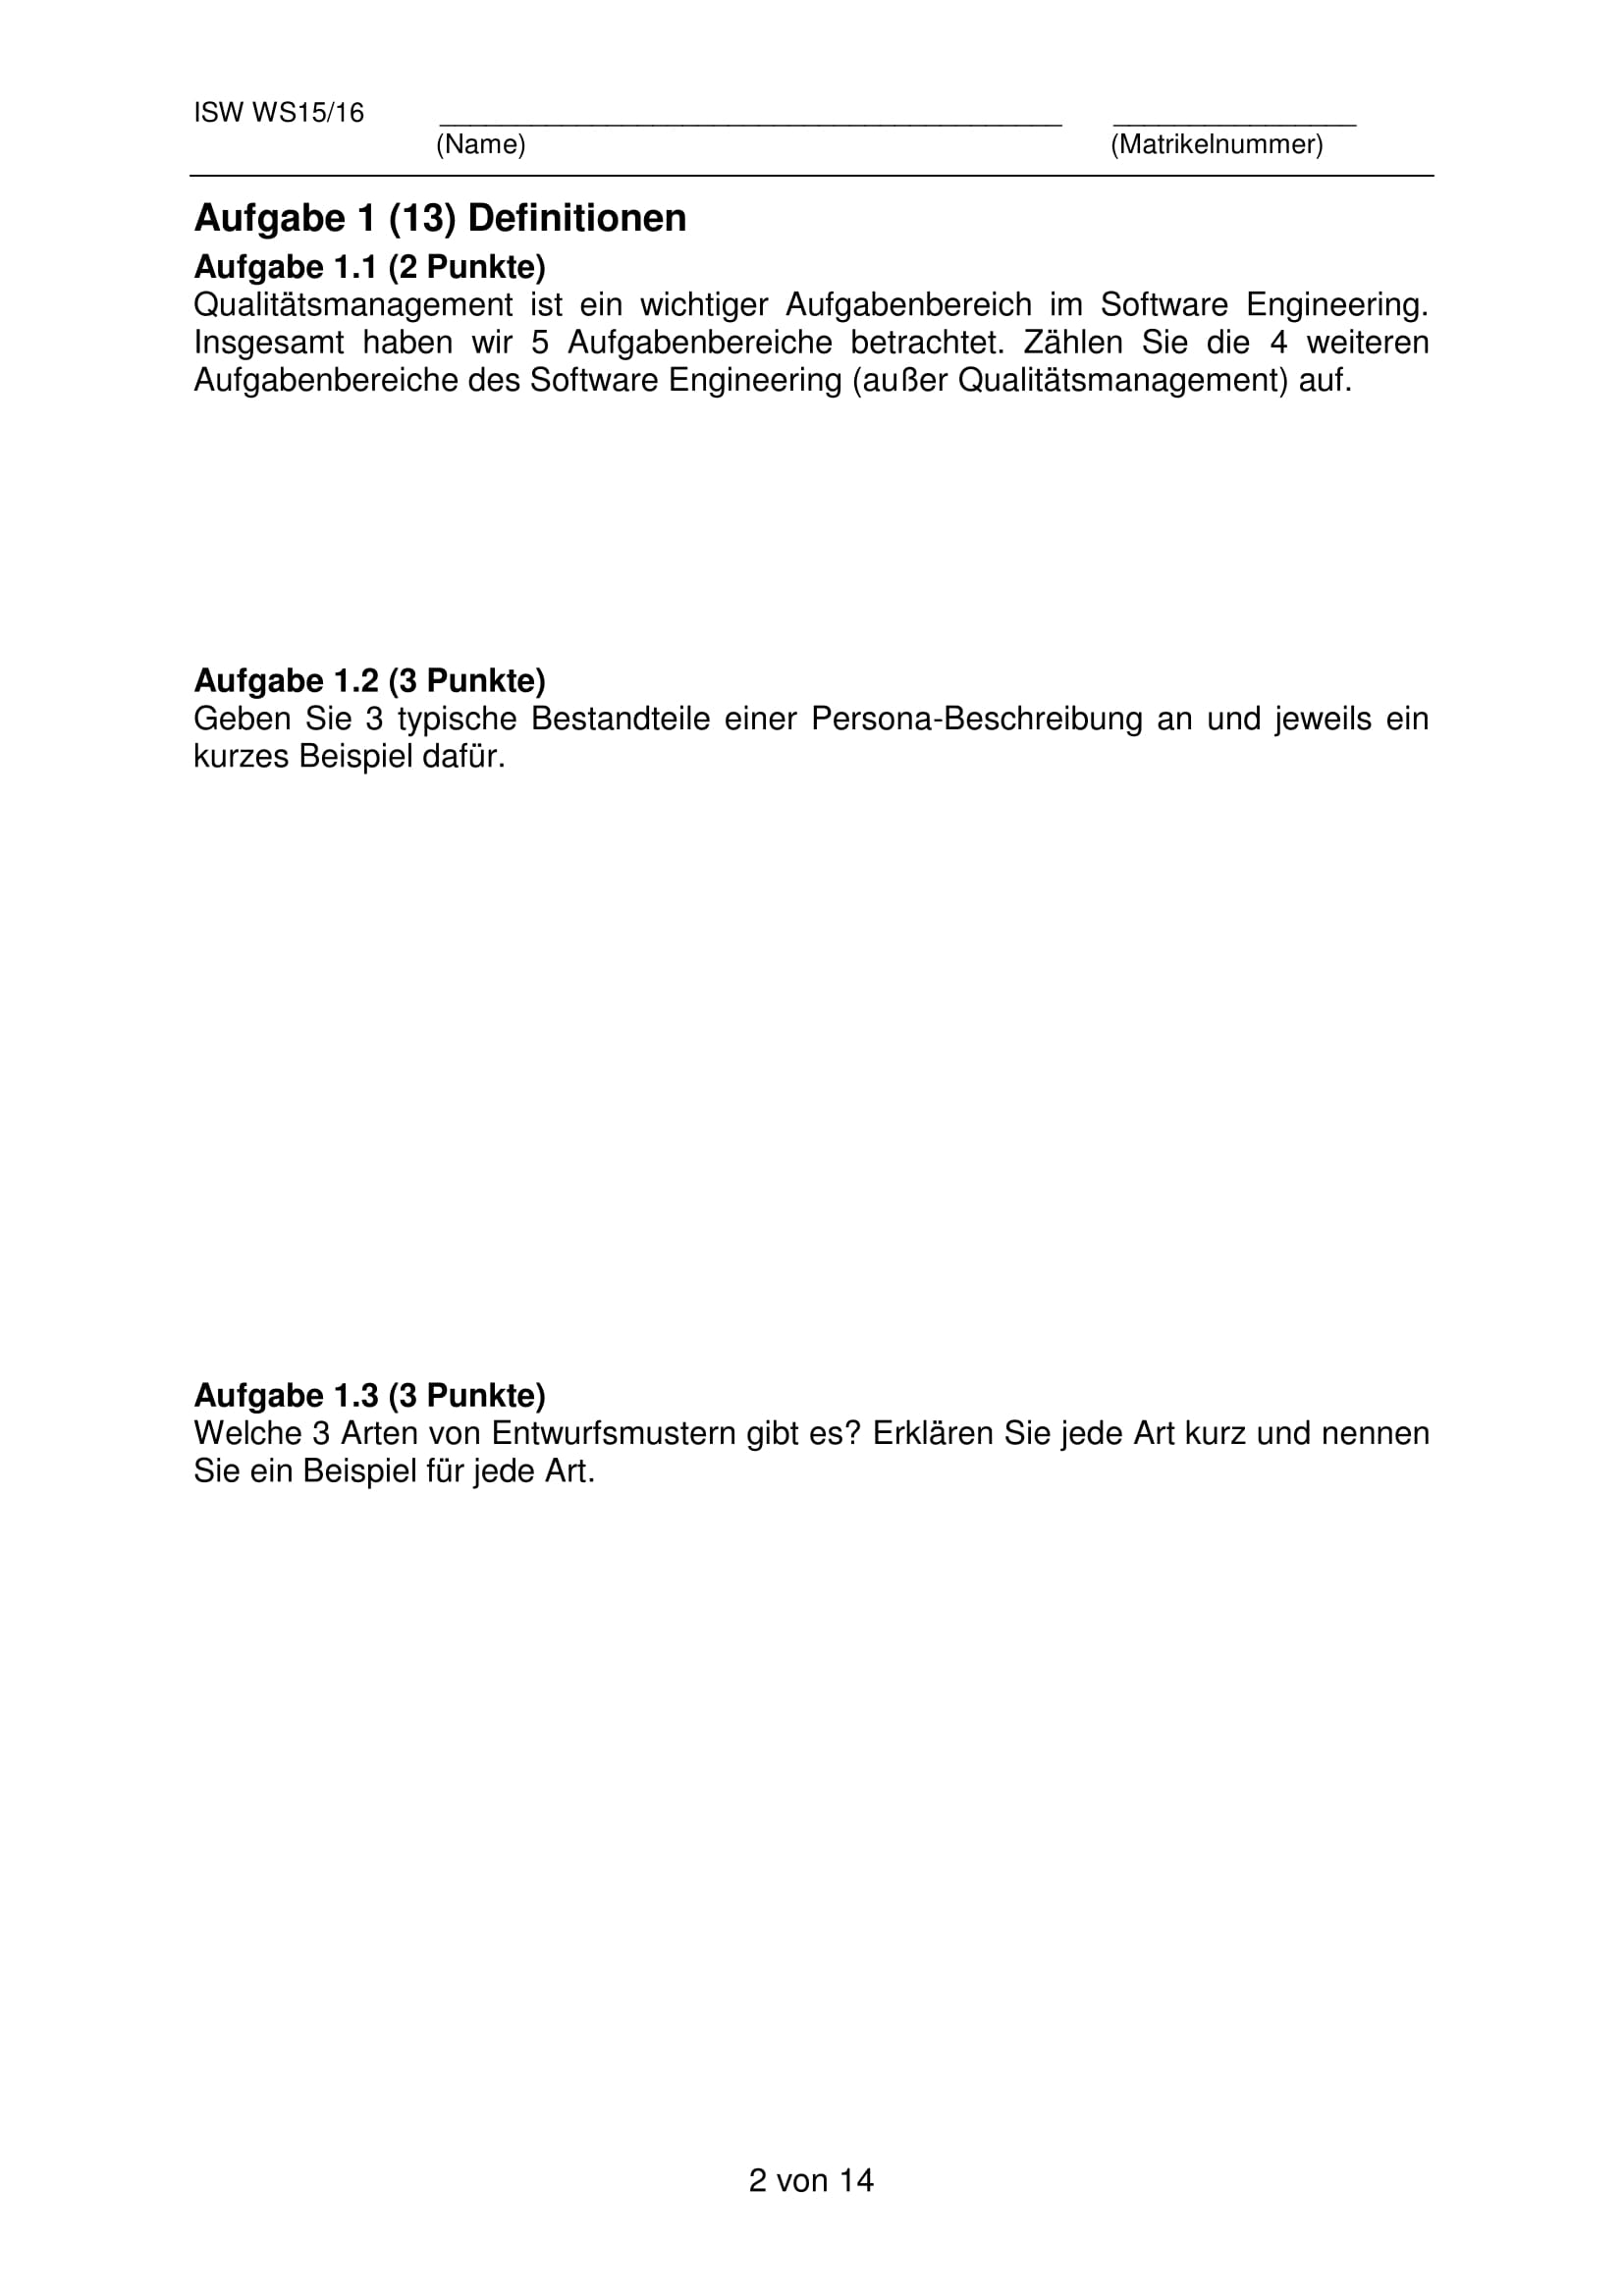 ISW WS15/16 ________________________________________ ________________
(Name) (Matrikelnummer)
Aufgabe 1 (13) Definitionen
Aufgabe 1.1 (2 Punkte)
Qualitätsmanagement ist ein wichtiger Aufgabenbereich im Software Engineering.
Insgesamt haben wir 5 Aufgabenbereiche betrachtet. Zählen Sie die 4 weiteren
Aufgabenbereiche des Software Engineering (außer Qualitätsmanagement) auf.
Aufgabe 1.2 (3 Punkte)
Geben Sie 3 typische Bestandteile einer Persona-Beschreibung an und jeweils ein
kurzes Beispiel dafür.
Aufgabe 1.3 (3 Punkte)
Welche 3 Arten von Entwurfsmustern gibt es? Erklären Sie jede Art kurz und nennen
Sie ein Beispiel für jede Art.
2 von 14